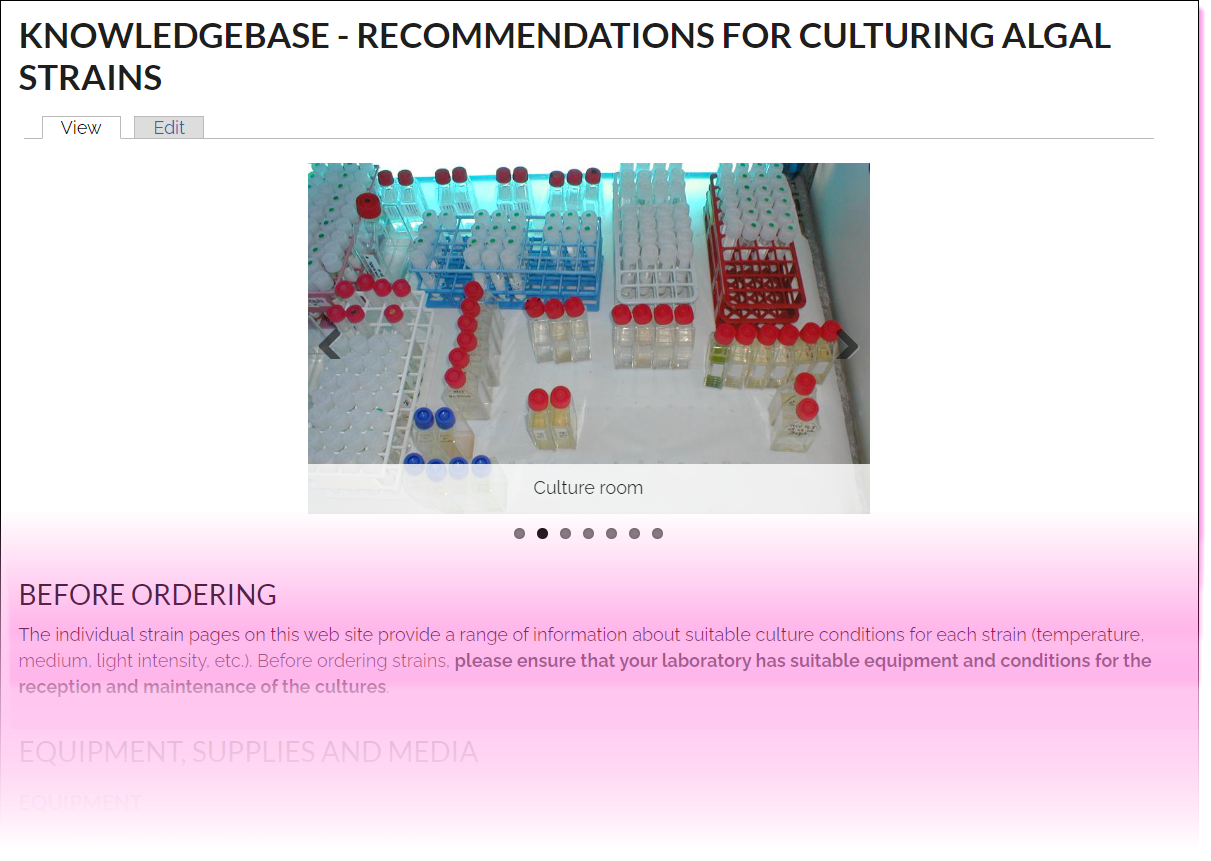 KNOWLEDGEBASE - RECOMMENDATIONS FOR CULTURING ALGAL
STRAINS
View
Edit
Culture room
BEFORE ORDERING
The individual strain pages on this web site provide a range of information about suitable culture conditions for each strain (temperature,
medium, light intensity, etc.). Before ordering strains, please ensure that your laboratory has suitable equipment and conditions for the
reception and maintenance of the cultures.
EQUIPMENT, SUPPLIES AND MEDIA
EQUIPMENT